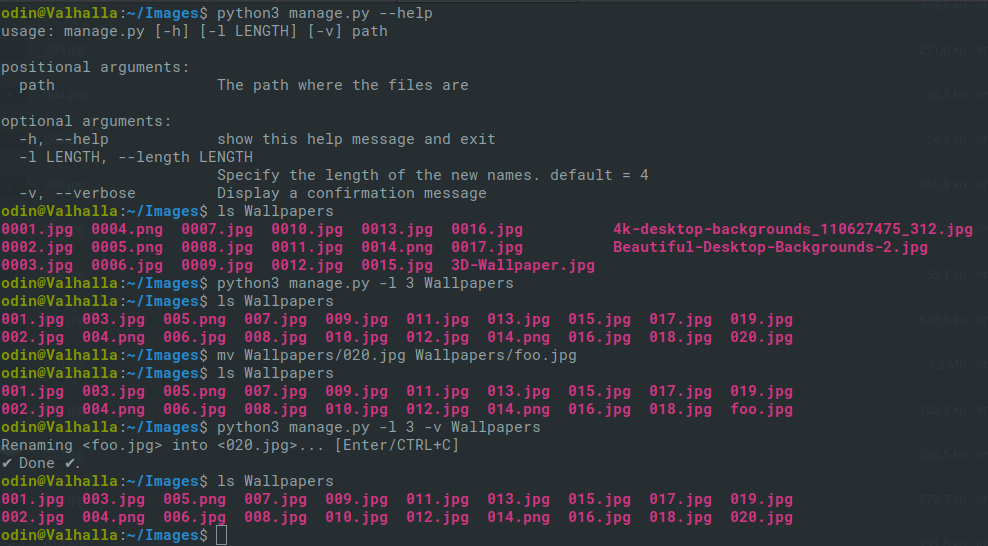 odin@Valhalla:~/Images$ python3 manage.py --help
usage: manage.py [-h] [-l LENGTH] [-v] path

positional arguments:
  path                  The path where the files are

optional arguments:
  -h, --help            show this help message and exit
  -l LENGTH, --length LENGTH
                        Specify the length of the new names. default = 4
  -v, --verbose         Display a confirmation message
odin@Valhalla:~/Images$ ls Wallpapers
0001.jpg  0004.png  0007.jpg  0010.jpg  0013.jpg  0016.jpg          4k-desktop-backgrounds_110627475_312.jpg
0002.jpg  0005.png  0008.jpg  0011.jpg  0014.png  0017.jpg          Beautiful-Desktop-Backgrounds-2.jpg
0003.jpg  0006.jpg  0009.jpg  0012.jpg  0015.jpg  3D-Wallpaper.jpg
odin@Valhalla:~/Images$ python3 manage.py -l 3 Wallpapers
odin@Valhalla:~/Images$ ls Wallpapers
001.jpg  003.jpg  005.png  007.jpg  009.jpg  011.jpg  013.jpg  015.jpg  017.jpg  019.jpg
002.jpg  004.png  006.jpg  008.jpg  010.jpg  012.jpg  014.png  016.jpg  018.jpg  020.jpg
odin@Valhalla:~/Images$ mv Wallpapers/020.jpg Wallpapers/foo.jpg
odin@Valhalla:~/Images$ ls Wallpapers
001.jpg  003.jpg  005.png  007.jpg  009.jpg  011.jpg  013.jpg  015.jpg  017.jpg  019.jpg
002.jpg  004.png  006.jpg  008.jpg  010.jpg  012.jpg  014.png  016.jpg  018.jpg  foo.jpg
odin@Valhalla:~/Images$ python3 manage.py -l 3 -v Wallpapers
Renaming <foo.jpg> into <020.jpg>... [Enter/CTRL+C]
✔ Done ✔.
odin@Valhalla:~/Images$ ls Wallpapers
001.jpg  003.jpg  005.png  007.jpg  009.jpg  011.jpg  013.jpg  015.jpg  017.jpg  019.jpg
002.jpg  004.png  006.jpg  008.jpg  010.jpg  012.jpg  014.png  016.jpg  018.jpg  020.jpg
odin@Valhalla:~/Images$